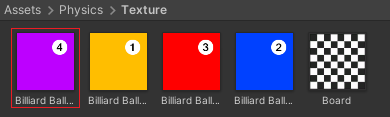 Assets > Physics > Texture
4 1 3 2
Billiard Ball... Billiard Ball... Billiard Ball... Billiard Ball... Board